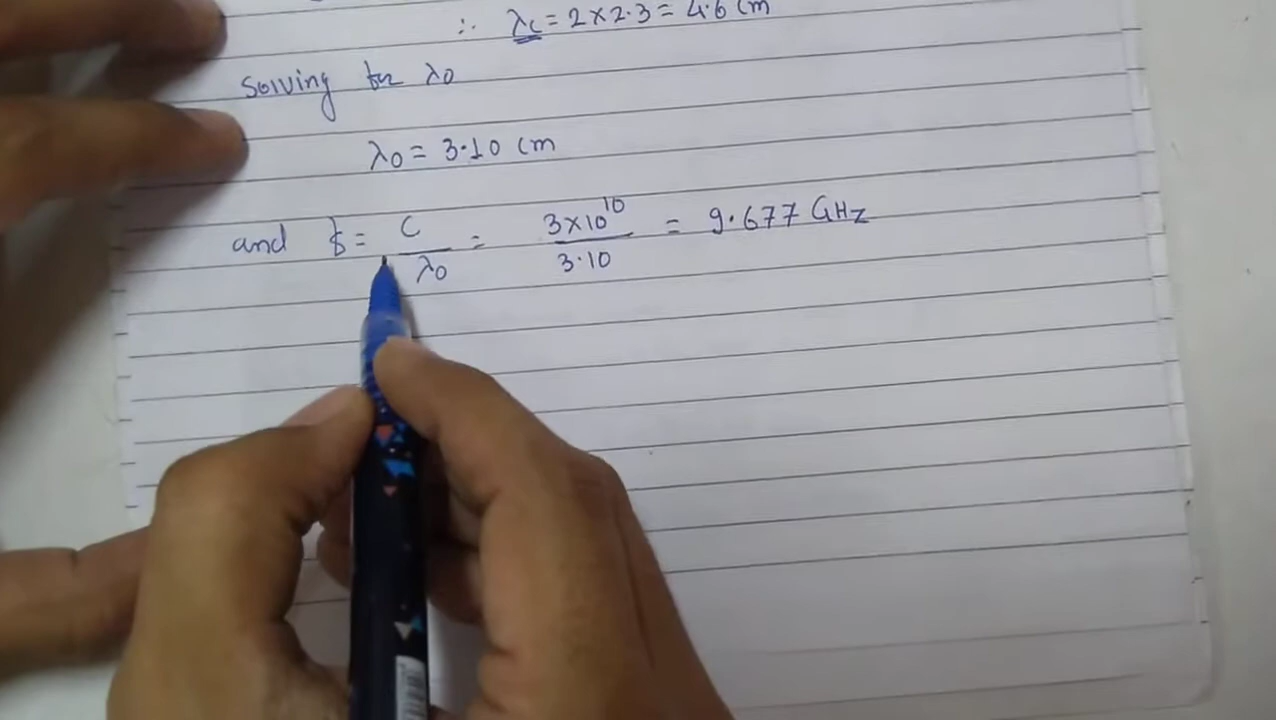 ∴ λc = 2 × 2.3 = 4.6 cm
Solving for λ0
λ0 = 3.10 cm
and f = C / λ0 = 3×10^10 / 3.10 = 9.677 GHz